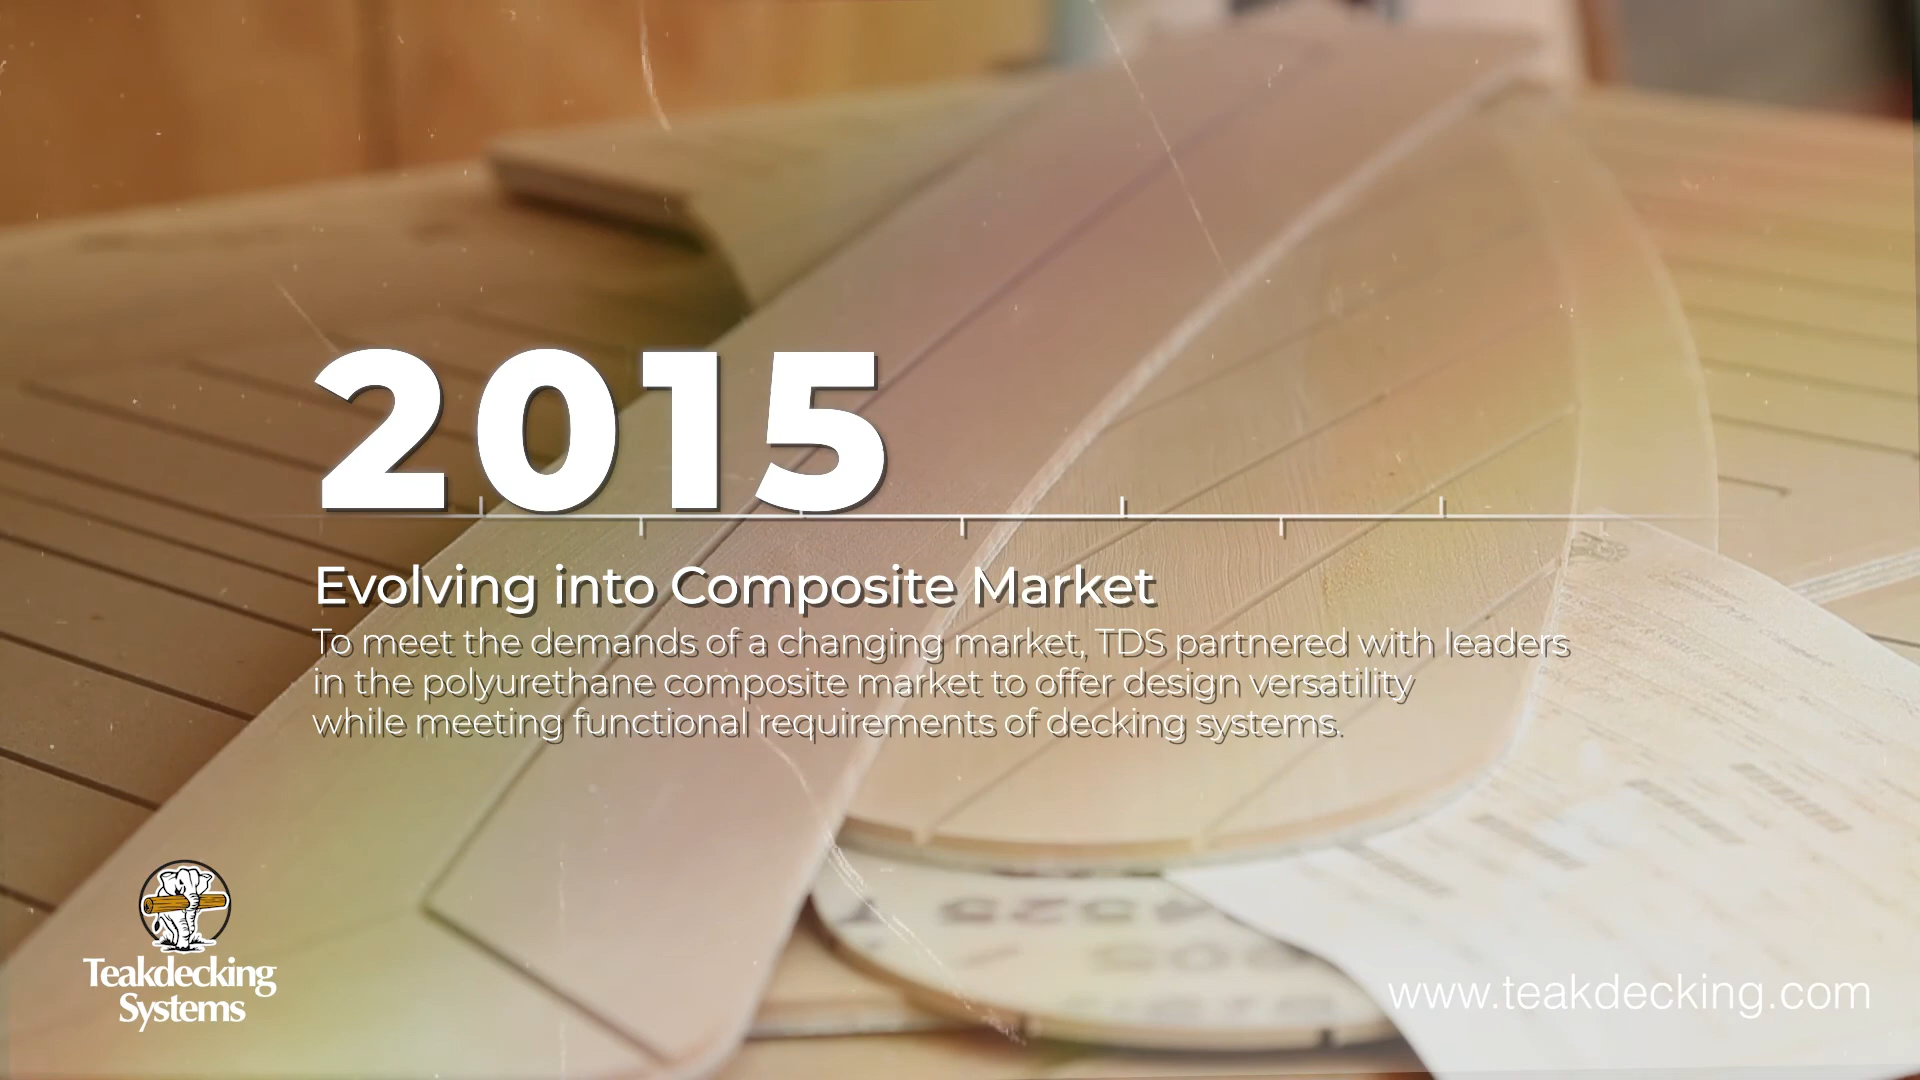 2015
Evolving into Composite Market
To meet the demands of a changing market, TDS partnered with leaders
in the polyurethane composite market to offer design versatility
while meeting functional requirements of decking systems.
Teakdecking
Systems
www.teakdecking.com